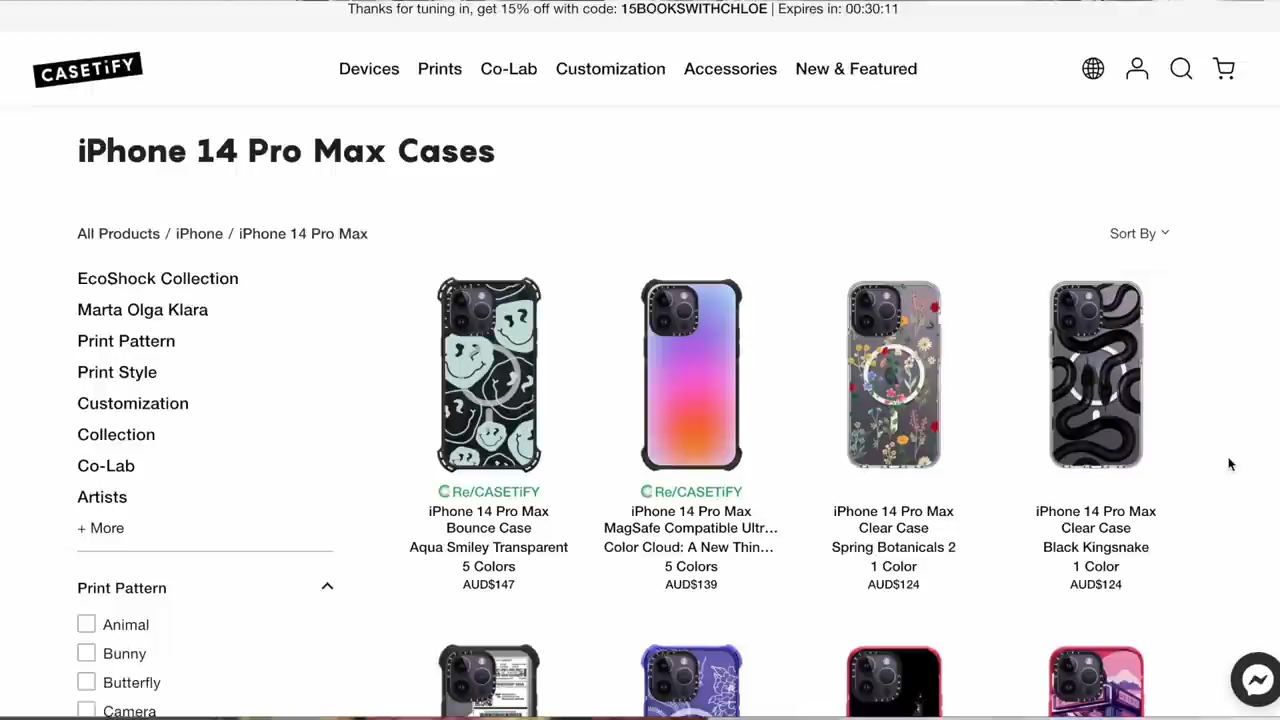 Thanks for tuning in, get 15% off with code: 15BOOKSWITHCHLOE | Expires in: 00:30:11
CASETiFY
Devices Prints Co-Lab Customization Accessories New & Featured
iPhone 14 Pro Max Cases
All Products / iPhone / iPhone 14 Pro Max
Sort By
EcoShock Collection
Marta Olga Klara
Print Pattern
Print Style
Customization
Collection
Co-Lab
Artists
+ More
Print Pattern
Animal
Bunny
Butterfly
Camera
Re/CASETiFY
iPhone 14 Pro Max
Bounce Case
Aqua Smiley Transparent
5 Colors
AUD$147
Re/CASETiFY
iPhone 14 Pro Max
MagSafe Compatible Ultr...
Color Cloud: A New Thin...
5 Colors
AUD$139
iPhone 14 Pro Max
Clear Case
Spring Botanicals 2
1 Color
AUD$124
iPhone 14 Pro Max
Clear Case
Black Kingsnake
1 Color
AUD$124